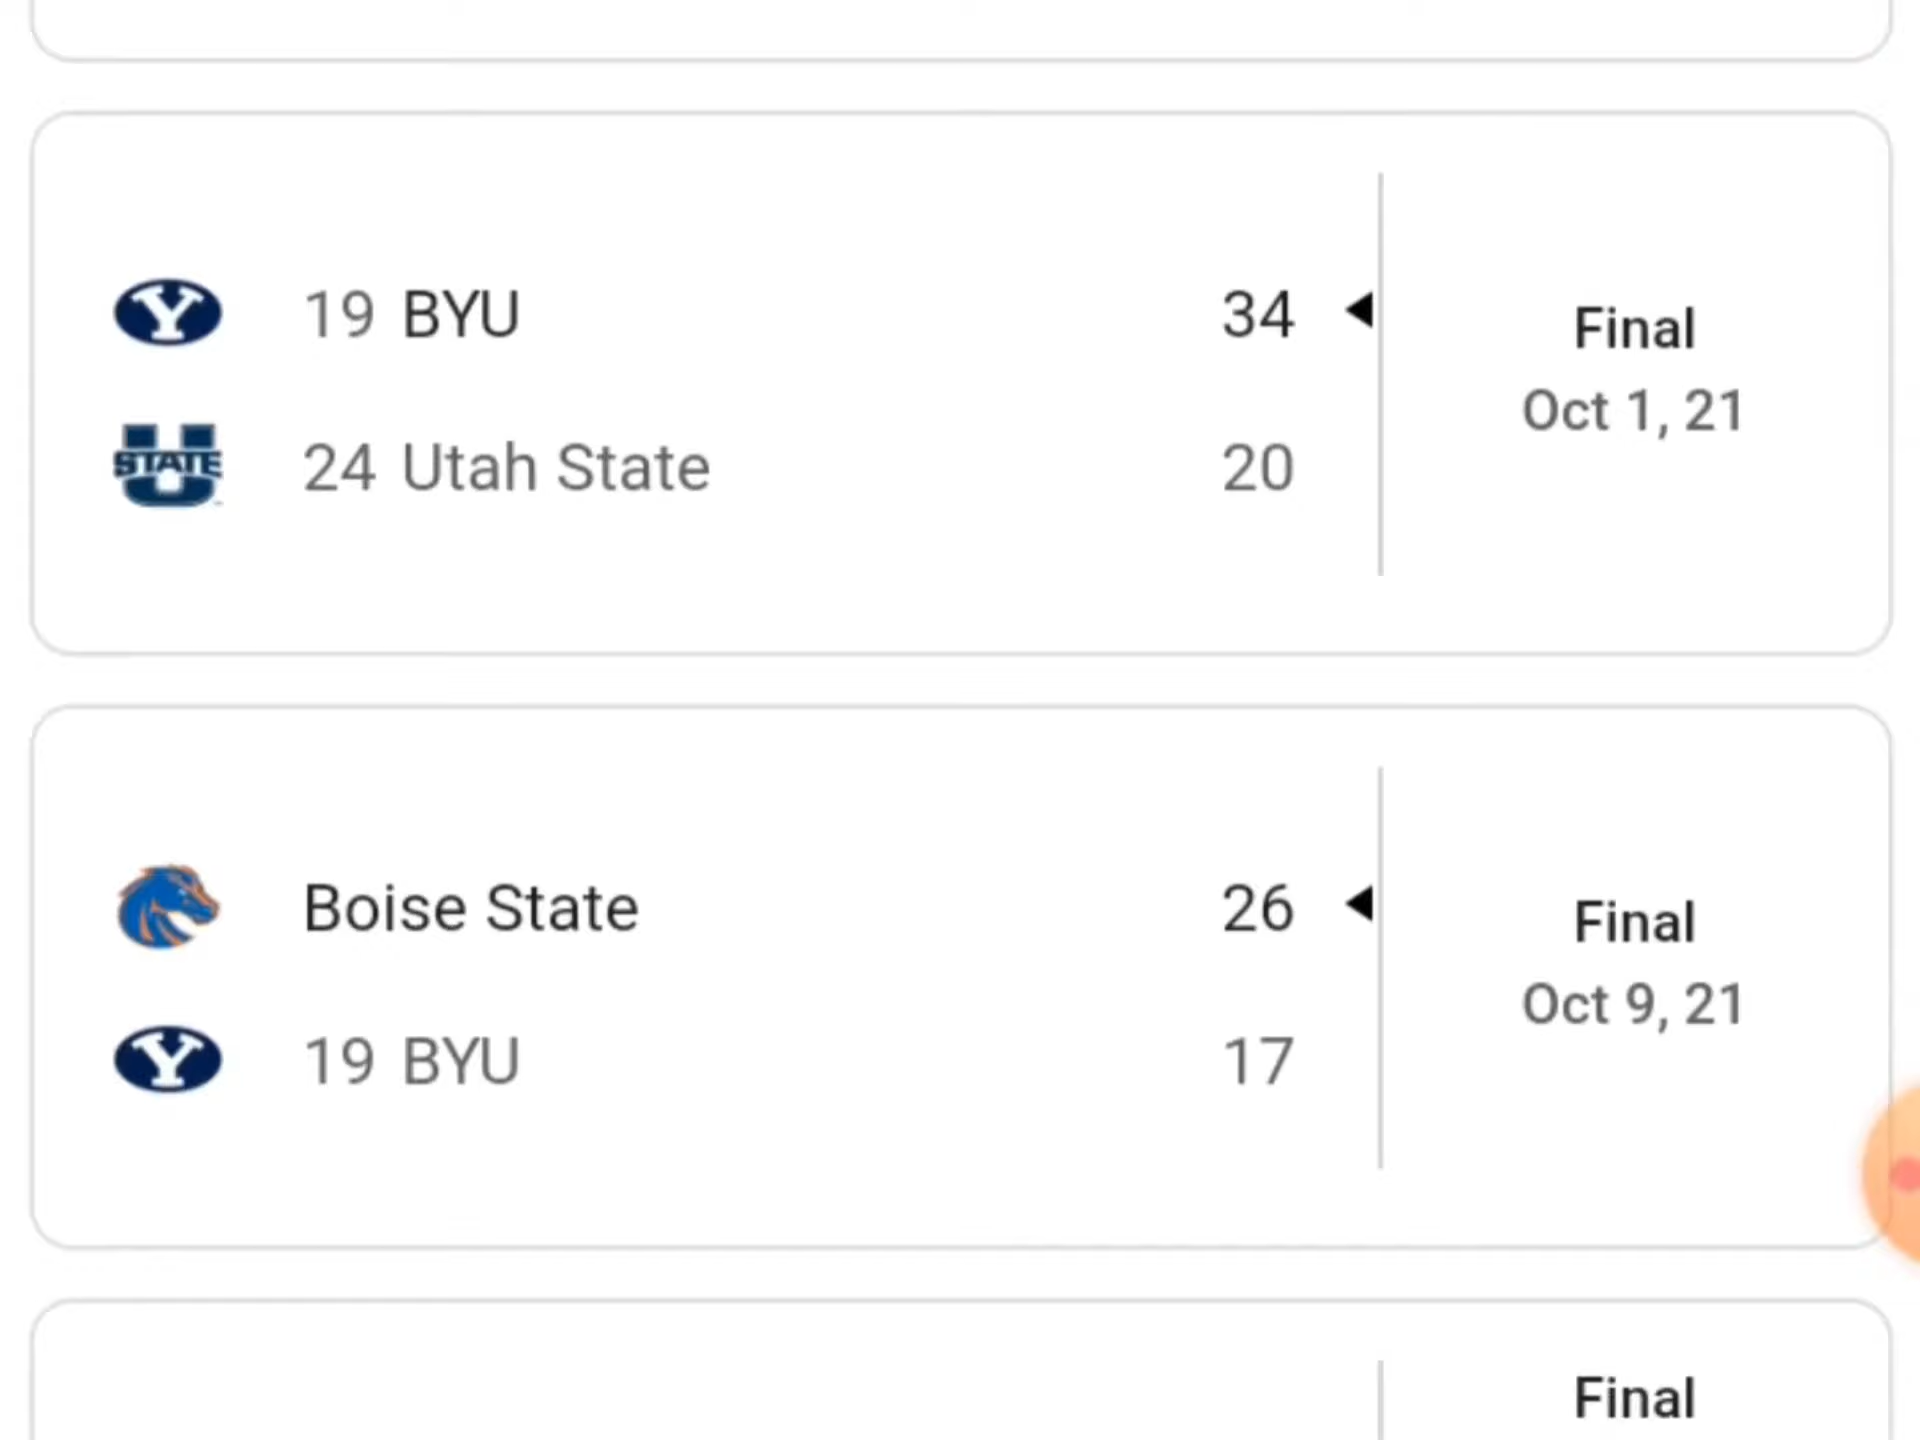 19 BYU 34
Final
Oct 1, 21
STATE
24 Utah State 20
Boise State 26
Final
Oct 9, 21
19 BYU 17
Final